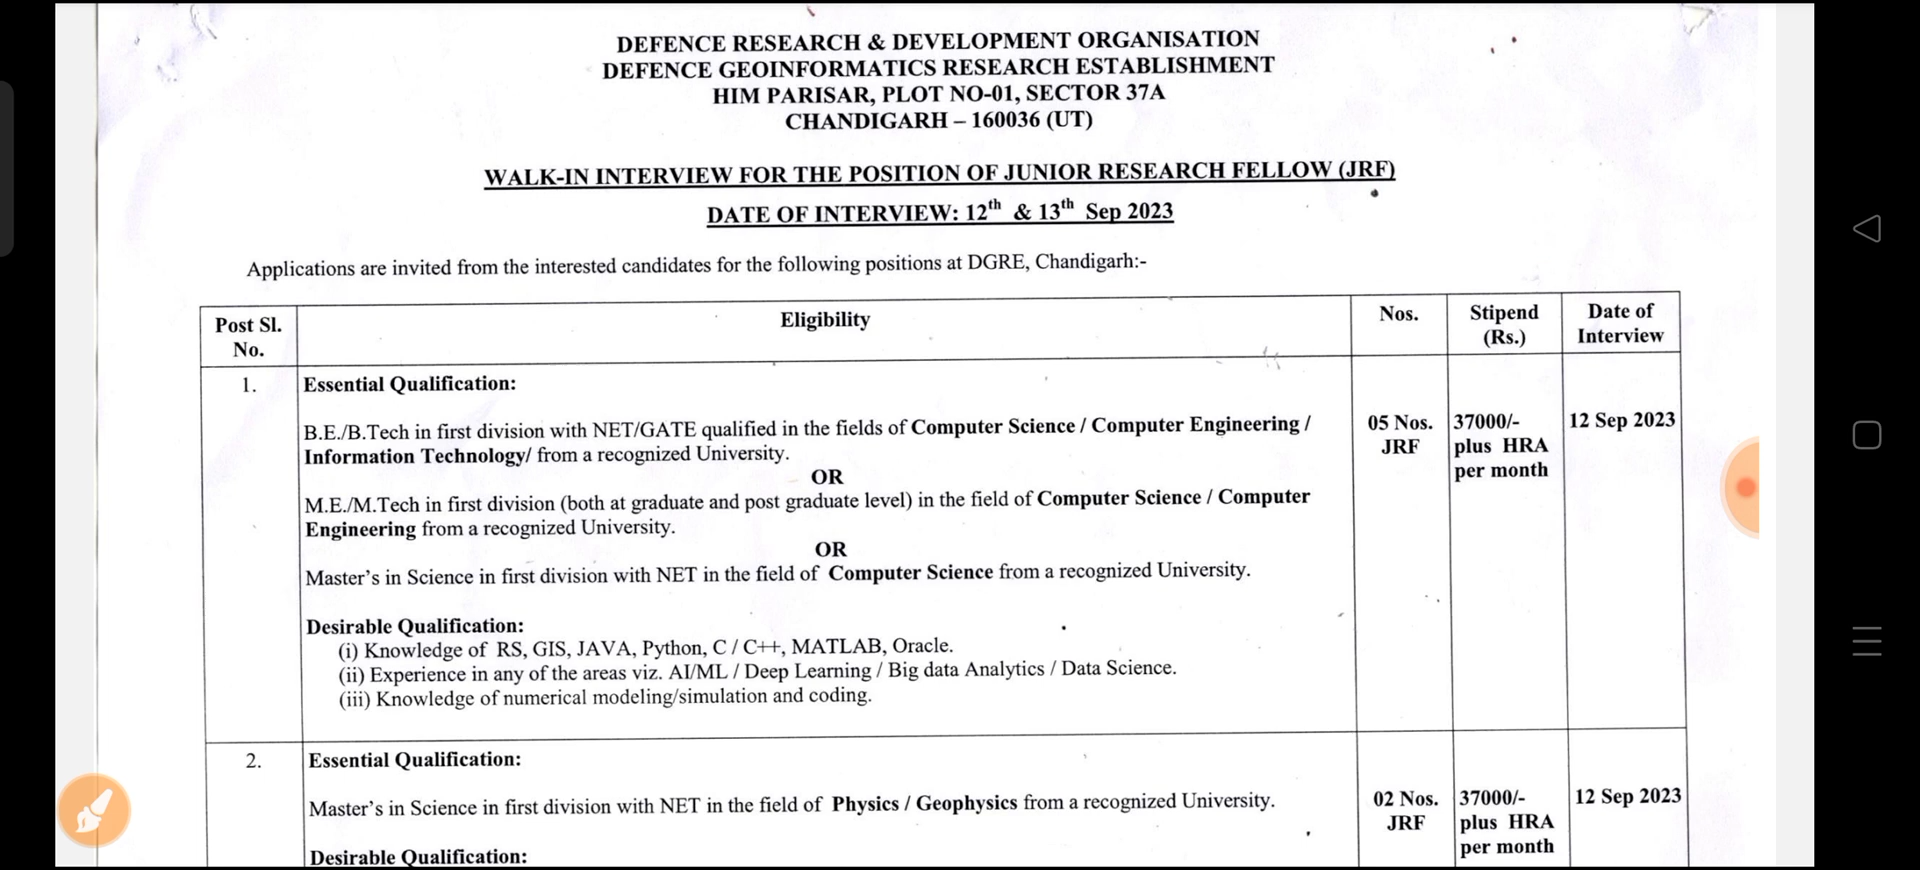 DEFENCE RESEARCH & DEVELOPMENT ORGANISATION
DEFENCE GEOINFORMATICS RESEARCH ESTABLISHMENT
HIM PARISAR, PLOT NO-01, SECTOR 37A
CHANDIGARH – 160036 (UT)
WALK-IN INTERVIEW FOR THE POSITION OF JUNIOR RESEARCH FELLOW (JRF)
DATE OF INTERVIEW: 12th & 13th Sep 2023
Applications are invited from the interested candidates for the following positions at DGRE, Chandigarh:-
Post Sl. No.
Eligibility
Nos.
Stipend (Rs.)
Date of Interview
1.
Essential Qualification:
B.E./B.Tech in first division with NET/GATE qualified in the fields of Computer Science / Computer Engineering /
Information Technology/ from a recognized University.
OR
M.E./M.Tech in first division (both at graduate and post graduate level) in the field of Computer Science / Computer
Engineering from a recognized University.
OR
Master's in Science in first division with NET in the field of Computer Science from a recognized University.
Desirable Qualification:
(i) Knowledge of RS, GIS, JAVA, Python, C / C++, MATLAB, Oracle.
(ii) Experience in any of the areas viz. AI/ML / Deep Learning / Big data Analytics / Data Science.
(iii) Knowledge of numerical modeling/simulation and coding.
05 Nos.
JRF
37000/-
plus HRA
per month
12 Sep 2023
2.
Essential Qualification:
Master's in Science in first division with NET in the field of Physics / Geophysics from a recognized University.
Desirable Qualification:
02 Nos.
JRF
37000/-
plus HRA
per month
12 Sep 2023